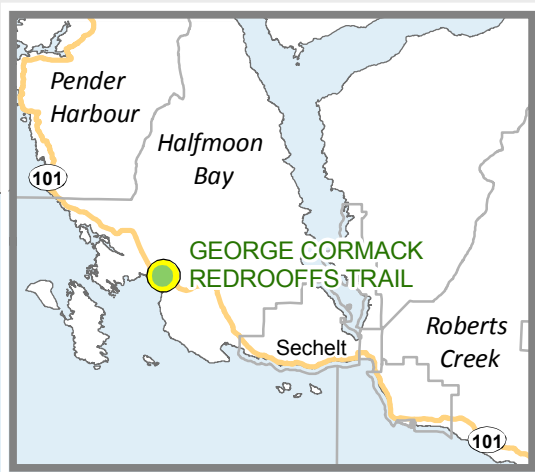 Pender
Harbour
Halfmoon
Bay
101
GEORGE CORMACK
REDROOFFS TRAIL
Roberts
Creek
Sechelt
101